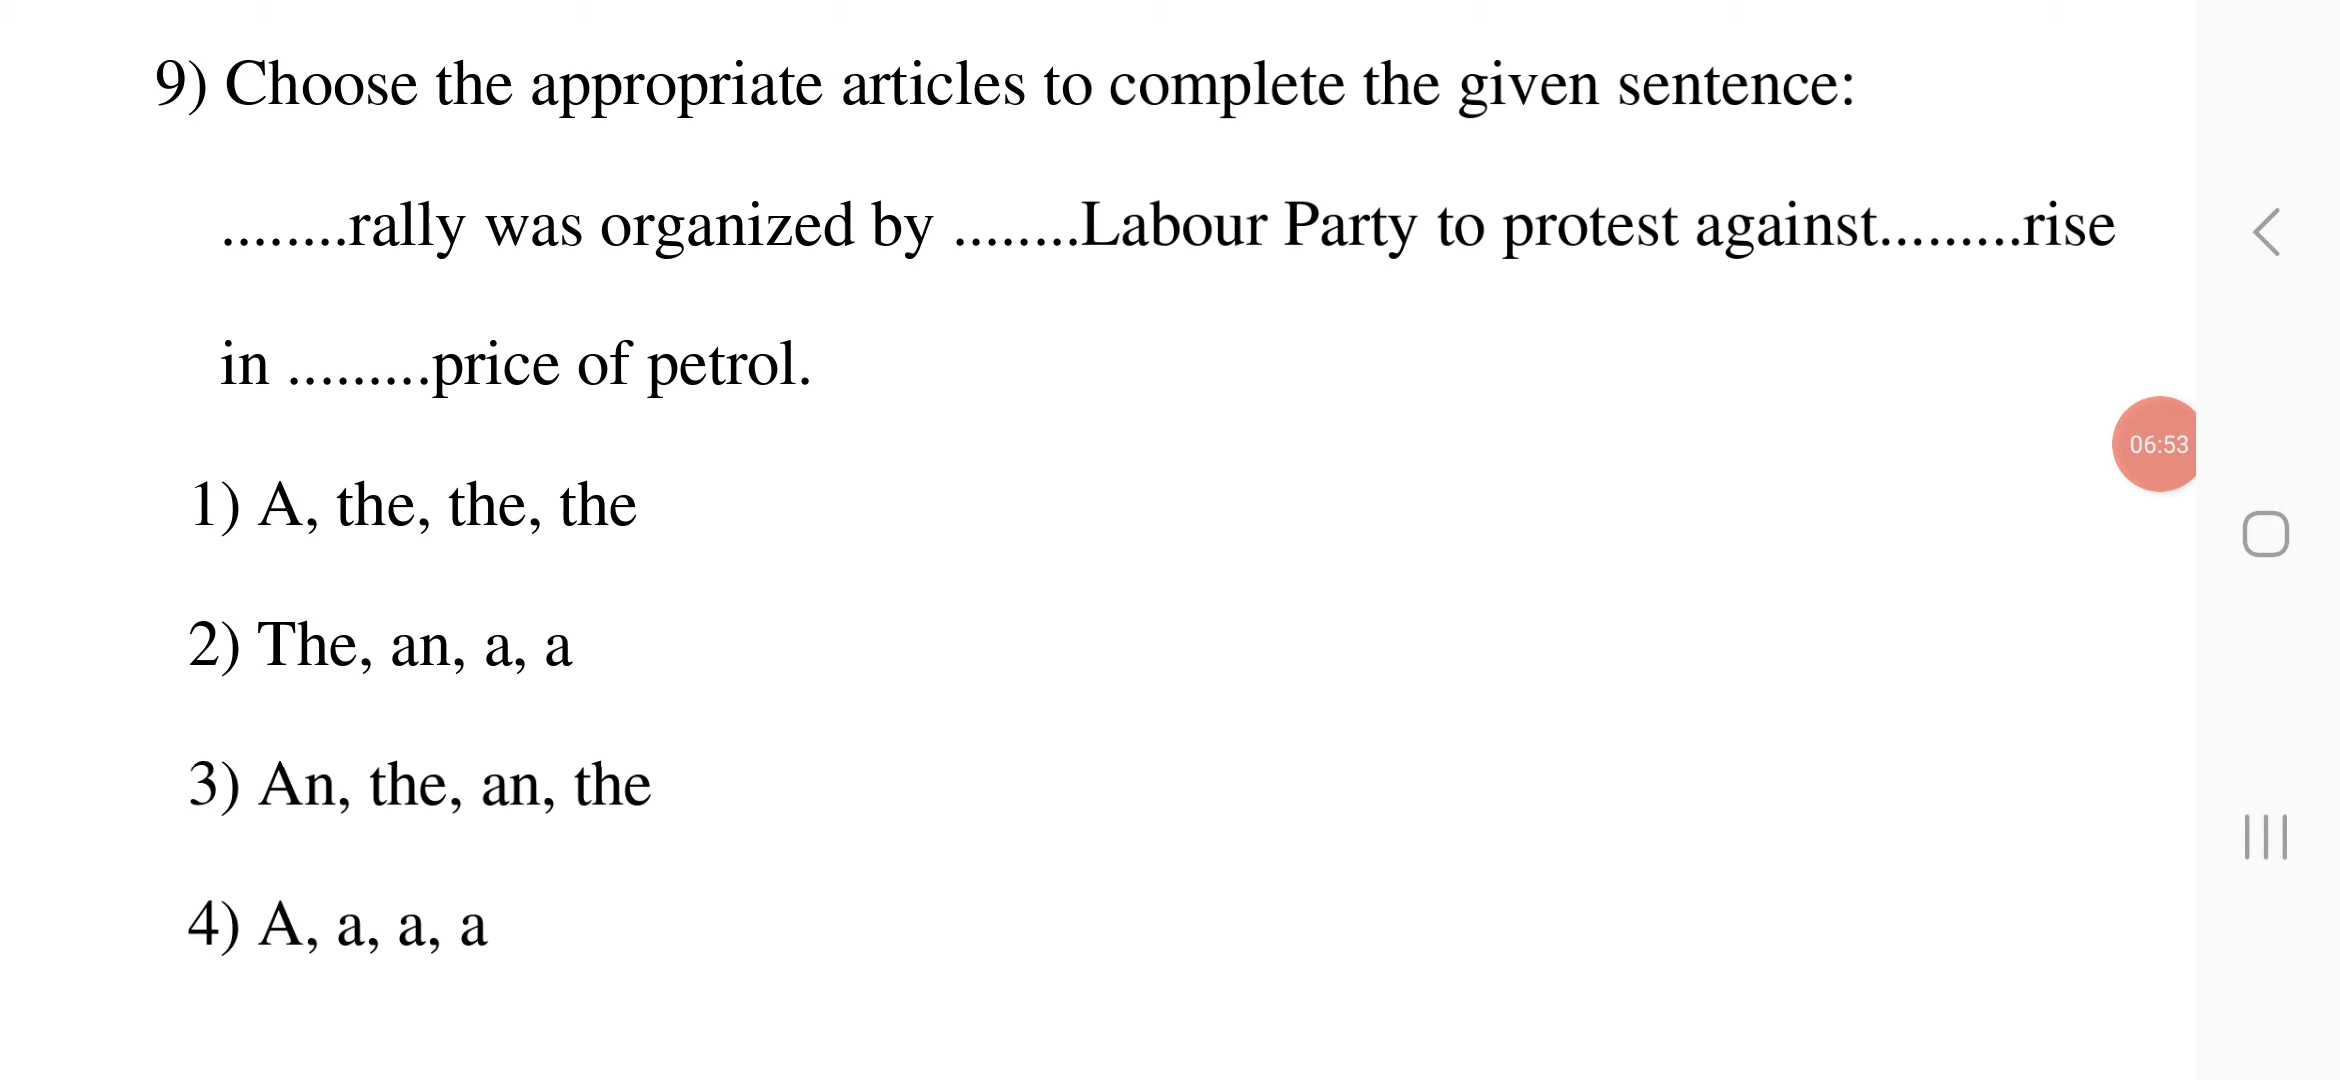 9) Choose the appropriate articles to complete the given sentence:
........rally was organized by ........Labour Party to protest against.........rise
in .........price of petrol.
06:53
1) A, the, the, the
2) The, an, a, a
3) An, the, an, the
4) A, a, a, a